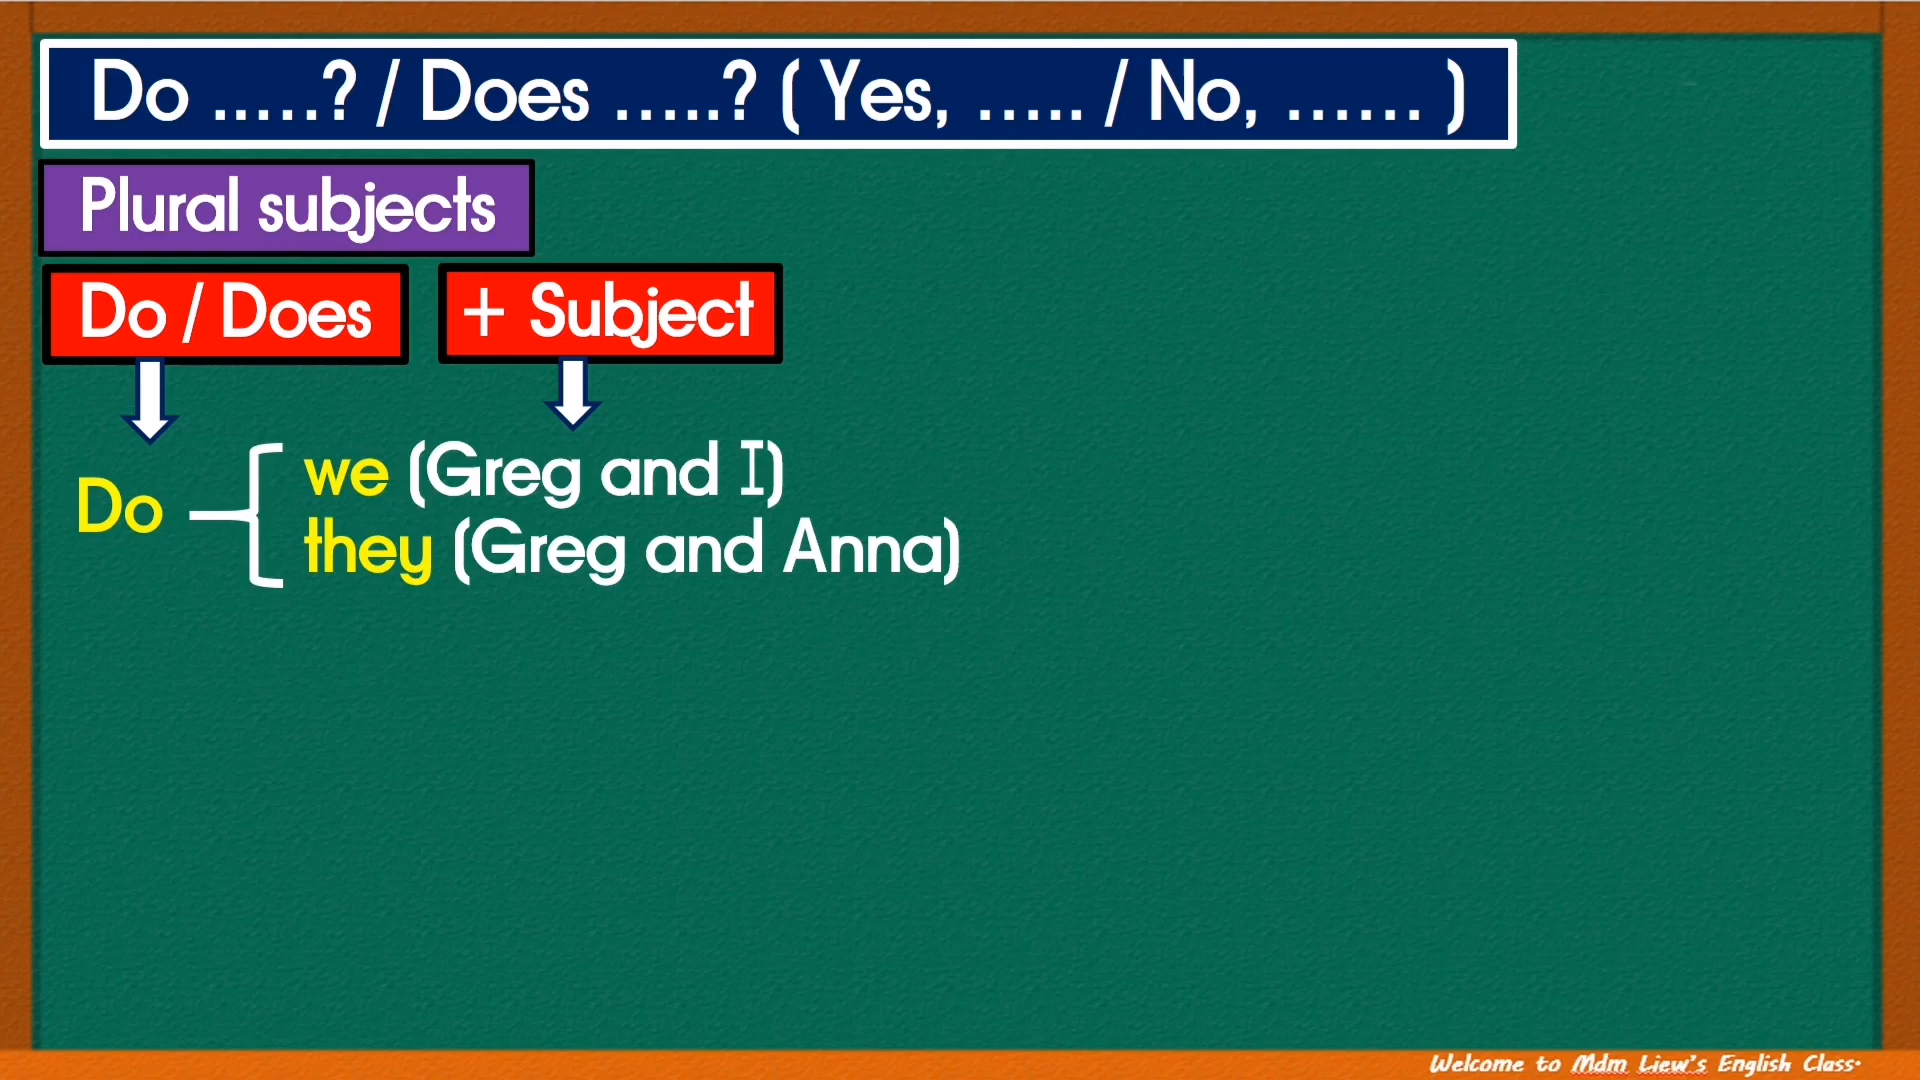 Do .....? / Does .....? ( Yes, ..... / No, ...... )
Plural subjects
Do / Does + Subject
Do
we (Greg and I)
they (Greg and Anna)
Welcome to Mdm Liew's English Class.